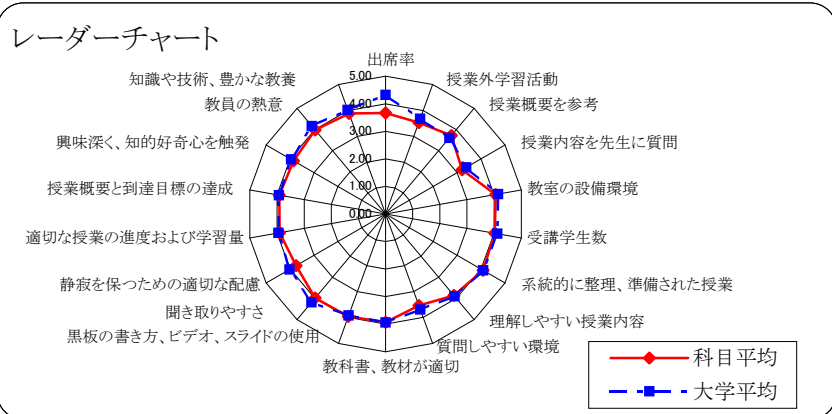 レーダーチャート
出席率
授業外学習活動
授業概要を参考
授業内容を先生に質問
教室の設備環境
受講学生数
系統的に整理、準備された授業
理解しやすい授業内容
質問しやすい環境
教科書、教材が適切
黒板の書き方、ビデオ、スライドの使用
聞き取りやすさ
静寂を保つための適切な配慮
適切な授業の進度および学習量
授業概要と到達目標の達成
興味深く、知的好奇心を触発
教員の熱意
知識や技術、豊かな教養
5.00
4.00
3.00
2.00
1.00
0.00
科目平均
大学平均